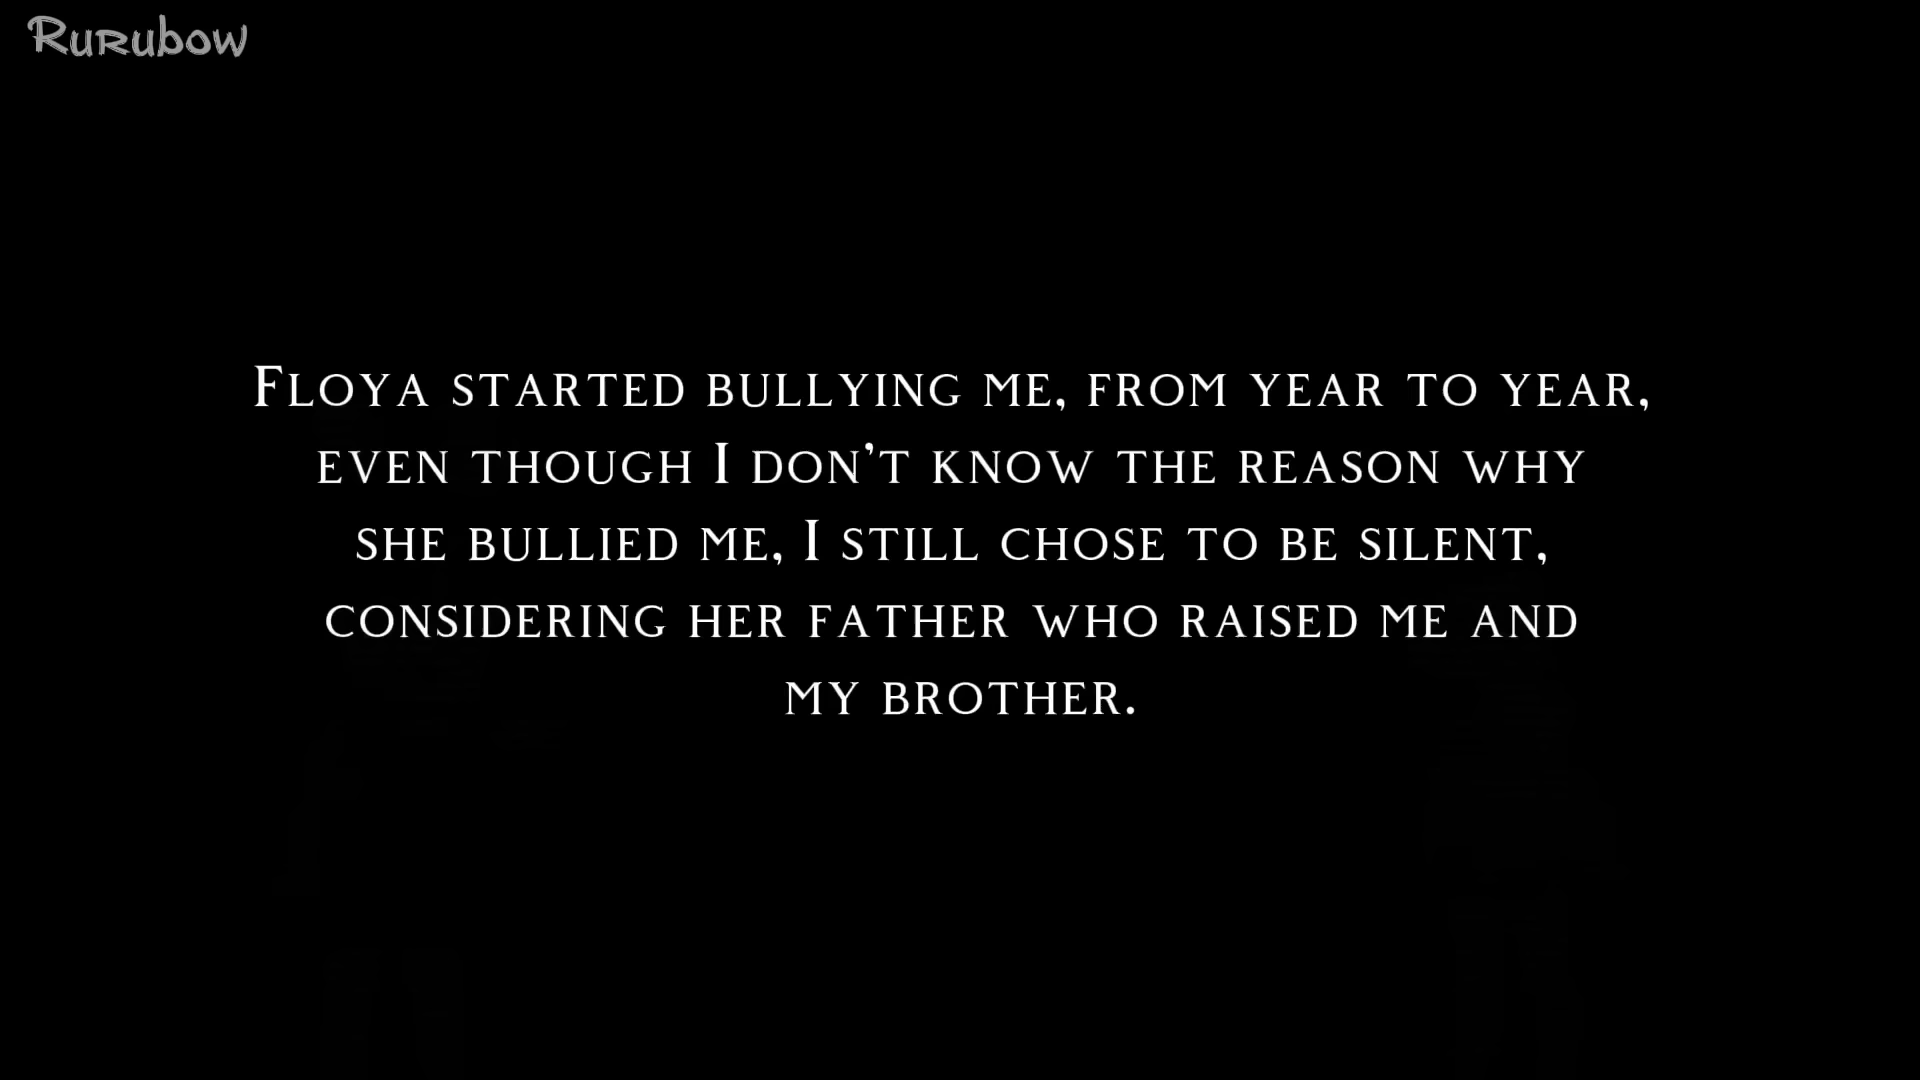 Rurubow
Floya started bullying me, from year to year,
even though I don't know the reason why
she bullied me, I still chose to be silent,
considering her father who raised me and
my brother.